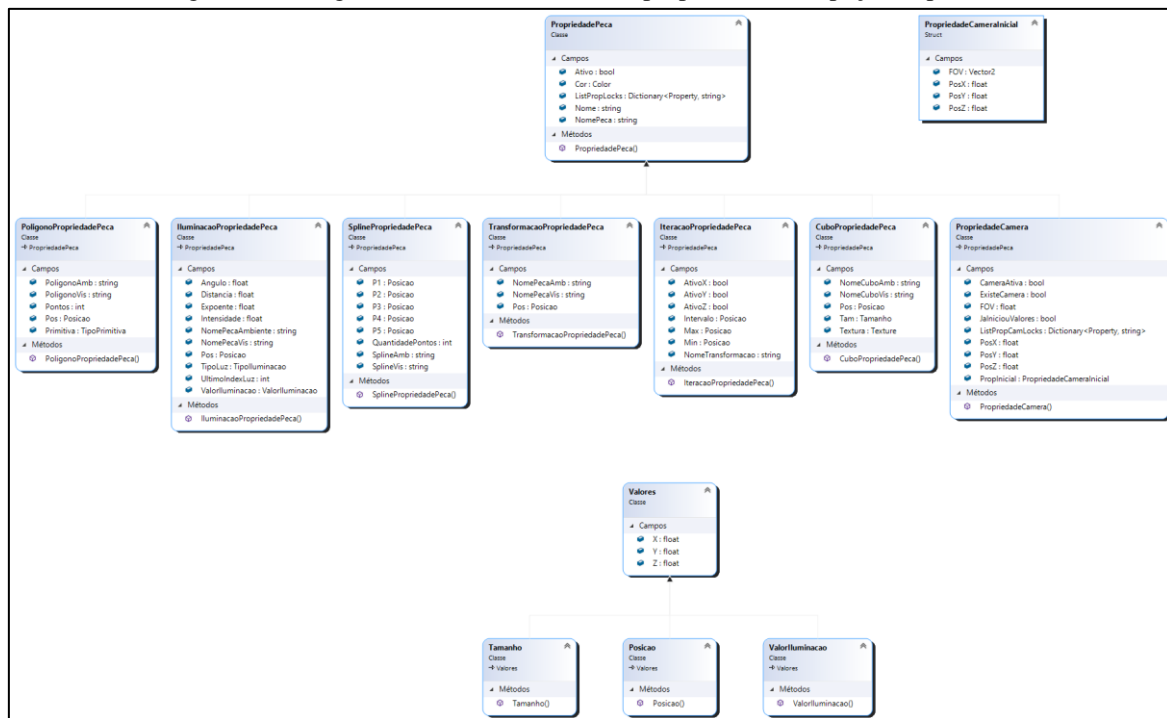 PropriedadePeca
Classe
Campos
Ativo : bool
Cor : Color
ListPropLocks : Dictionary<Property, string>
Nome : string
NomePeca : string
Métodos
PropriedadePeca()
PropriedadeCameraInicial
Struct
Campos
FOV : Vector2
PosX : float
PosY : float
PosZ : float
PoligonoPropriedadePeca
Classe
PropriedadePeca
Campos
PoligonoAmb : string
PoligonoVis : string
Pontos : int
Pos : Posicao
Primitiva : TipoPrimitiva
Métodos
PoligonoPropriedadePeca()
IluminacaoPropriedadePeca
Classe
PropriedadePeca
Campos
Angulo : float
Distancia : float
Expoente : float
Intensidade : float
NomePecaAmbiente : string
NomePecaVis : string
Pos : Posicao
TipoLuz : TipoIluminacao
UltimoIndexLuz : int
ValorIluminacao : ValorIluminacao
Métodos
IluminacaoPropriedadePeca()
SplinePropriedadePeca
Classe
PropriedadePeca
Campos
P1 : Posicao
P2 : Posicao
P3 : Posicao
P4 : Posicao
P5 : Posicao
QuantidadePontos : int
SplineAmb : string
SplineVis : string
Métodos
SplinePropriedadePeca()
TransformacaoPropriedadePeca
Classe
PropriedadePeca
Campos
NomePecaAmb : string
NomePecaVis : string
Pos : Posicao
Métodos
TransformacaoPropriedadePeca()
IteracaoPropriedadePeca
Classe
PropriedadePeca
Campos
AtivoX : bool
AtivoY : bool
AtivoZ : bool
Intervalo : Posicao
Max : Posicao
Min : Posicao
NomeTransformacao : string
Métodos
IteracaoPropriedadePeca()
CuboPropriedadePeca
Classe
PropriedadePeca
Campos
NomeCuboAmb : string
NomeCuboVis : string
Pos : Posicao
Tam : Tamanho
Textura : Texture
Métodos
CuboPropriedadePeca()
PropriedadeCamera
Classe
PropriedadePeca
Campos
CameraAtiva : bool
ExisteCamera : bool
FOV : float
JaIniciouValores : bool
ListPropCamLocks : Dictionary<Property, string>
PosX : float
PosY : float
PosZ : float
PropInicial : PropriedadeCameraInicial
Métodos
PropriedadeCamera()
Valores
Classe
Campos
X : float
Y : float
Z : float
Tamanho
Classe
Valores
Métodos
Tamanho()
Posicao
Classe
Valores
Métodos
Posicao()
ValorIluminacao
Classe
Valores
Métodos
ValorIluminacao()